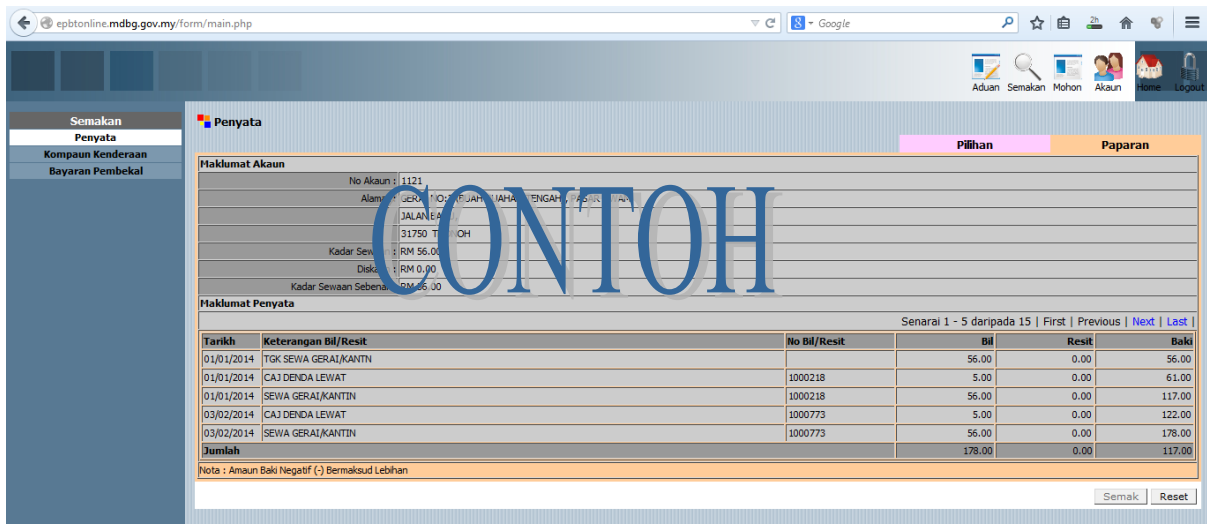 epbtonline.mdbg.gov.my/form/main.php
Google
2h
Aduan Semakan Mohon Akaun Home Logout
Semakan
Penyata
Kompaun Kenderaan
Bayaran Pembekal
Penyata
Pilihan Paparan
Maklumat Akaun
No Akaun : 1121
JALAN
31750
Kadar : RM 56.00
: RM 0.00
Kadar Sewaan
CONTOH
Maklumat Penyata
Senarai 1 - 5 daripada 15 | First | Previous | Next | Last |
Tarikh Keterangan Bil/Resit No Bil/Resit Bil Resit Baki
01/01/2014 TGK SEWA GERAI/KANTN 56.00 0.00 56.00
01/01/2014 CAJ DENDA LEWAT 1000218 5.00 0.00 61.00
01/01/2014 SEWA GERAI/KANTIN 1000218 56.00 0.00 117.00
03/02/2014 CAJ DENDA LEWAT 1000773 5.00 0.00 122.00
03/02/2014 SEWA GERAI/KANTIN 1000773 56.00 0.00 178.00
Jumlah 178.00 0.00 117.00
Nota : Amaun Baki Negatif (-) Bermaksud Lebihan
Semak Reset